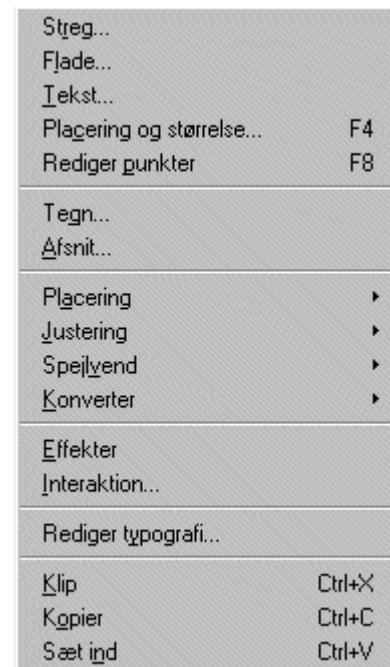 Streg...
Flade...
Tekst...
Placering og størrelse... F4
Rediger punkter F8
Tegn...
Afsnit...
Placering
Justering
Spejlvend
Konverter
Effekter
Interaktion...
Rediger typografi...
Klip Ctrl+X
Kopier Ctrl+C
Sæt ind Ctrl+V